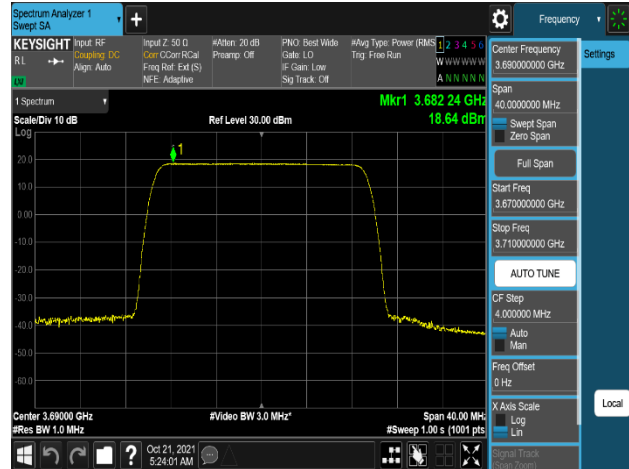 Spectrum Analyzer 1
Swept SA
+
Frequency
KEYSIGHT
RL
Input: RF
Coupling: DC
Align: Auto
Input Z: 50 Ω
Corr CCorr RCal
Freq Ref: Ext (S)
NFE: Adaptive
#Atten: 20 dB
Preamp: Off
PNO: Best Wide
Gate: LO
IF Gain: Low
Sig Track: Off
#Avg Type: Power (RMS
Trig: Free Run
1 2 3 4 5 6
W W W W W W
A N N N N N
1 Spectrum
Mkr1 3.682 24 GHz
18.64 dBm
Scale/Div 10 dB
Ref Level 30.00 dBm
Log
1
20.0
10.0
0.00
-10.0
-20.0
-30.0
-40.0
-50.0
-60.0
Center 3.69000 GHz
#Video BW 3.0 MHz*
Span 40.00 MHz
#Res BW 1.0 MHz
#Sweep 1.00 s (1001 pts
?
Oct 21, 2021
5:24:01 AM
Center Frequency
3.690000000 GHz
Settings
Span
40.0000000 MHz
Swept Span
Zero Span
Full Span
Start Freq
3.670000000 GHz
Stop Freq
3.710000000 GHz
AUTO TUNE
CF Step
4.000000 MHz
Auto
Man
Freq Offset
0 Hz
X Axis Scale
Log
Lin
Local
Signal Track
(Span Zoom)